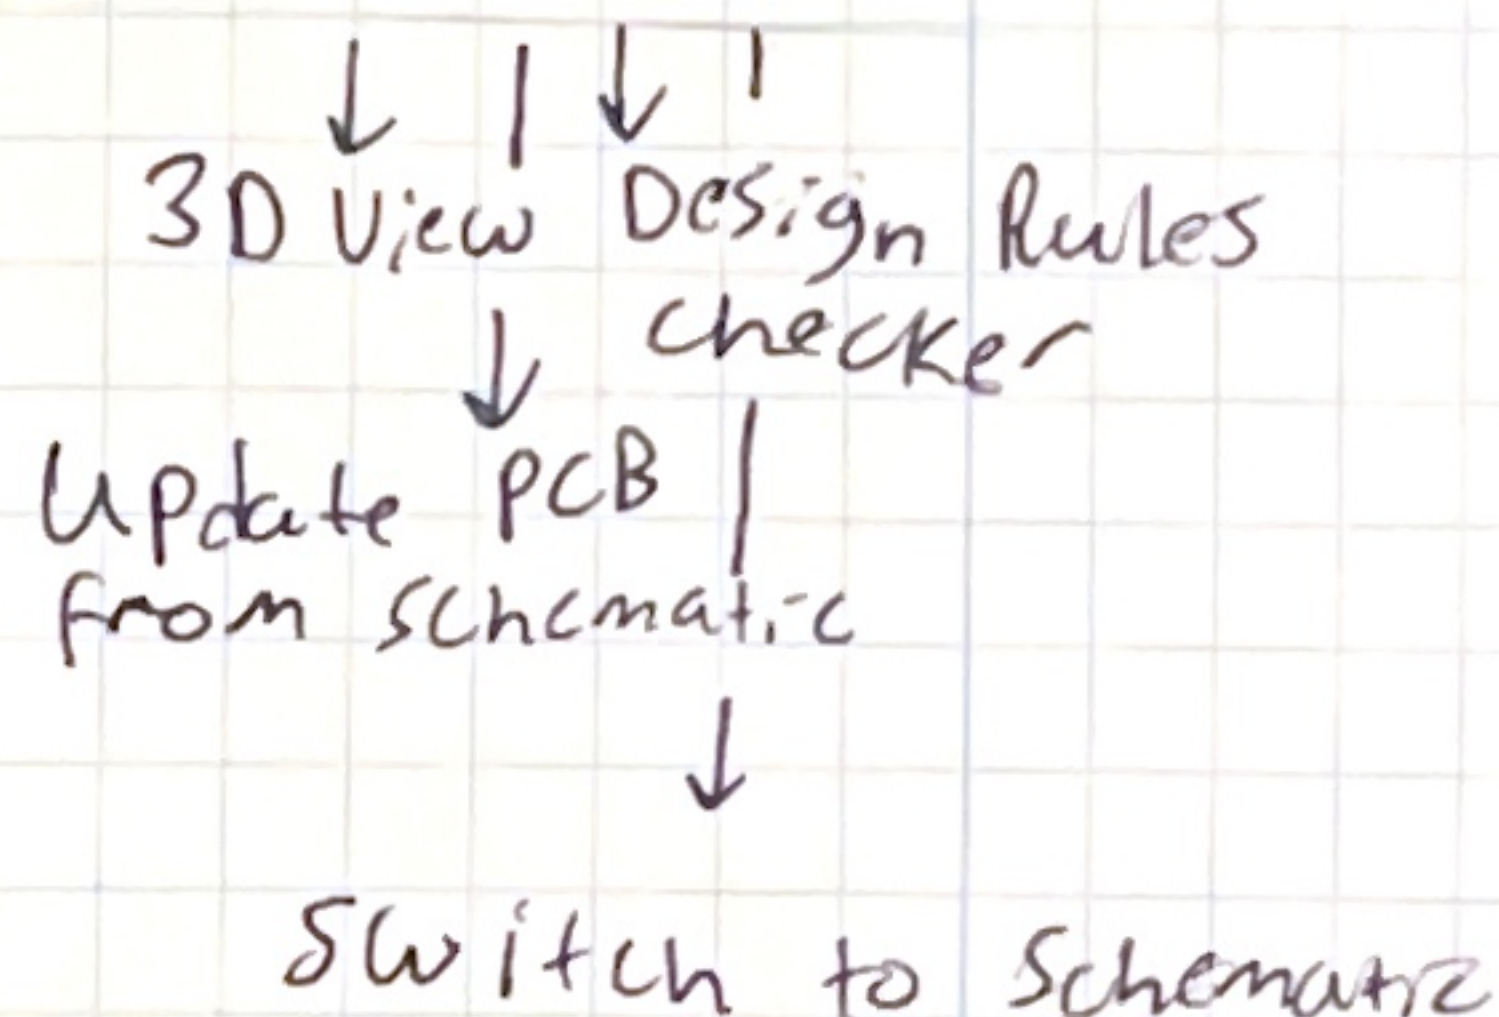 3D View Design Rules
Checker
Update PCB
from schematic
Switch to Schematic